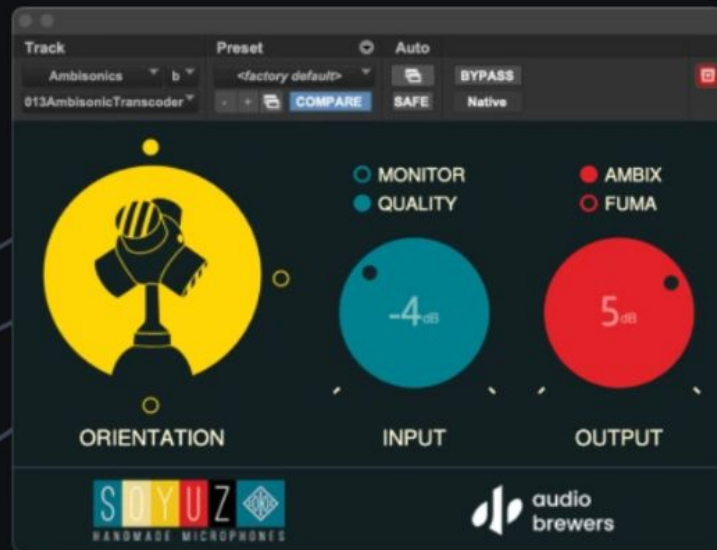 Track Preset Auto
Ambisonics b <factory default> BYPASS
013AmbisonicTranscoder - + COMPARE SAFE Native
MONITOR AMBIX
QUALITY FUMA
-4dB 5dB
ORIENTATION INPUT OUTPUT
SOYUZ
HANDMADE MICROPHONES
audio
brewers